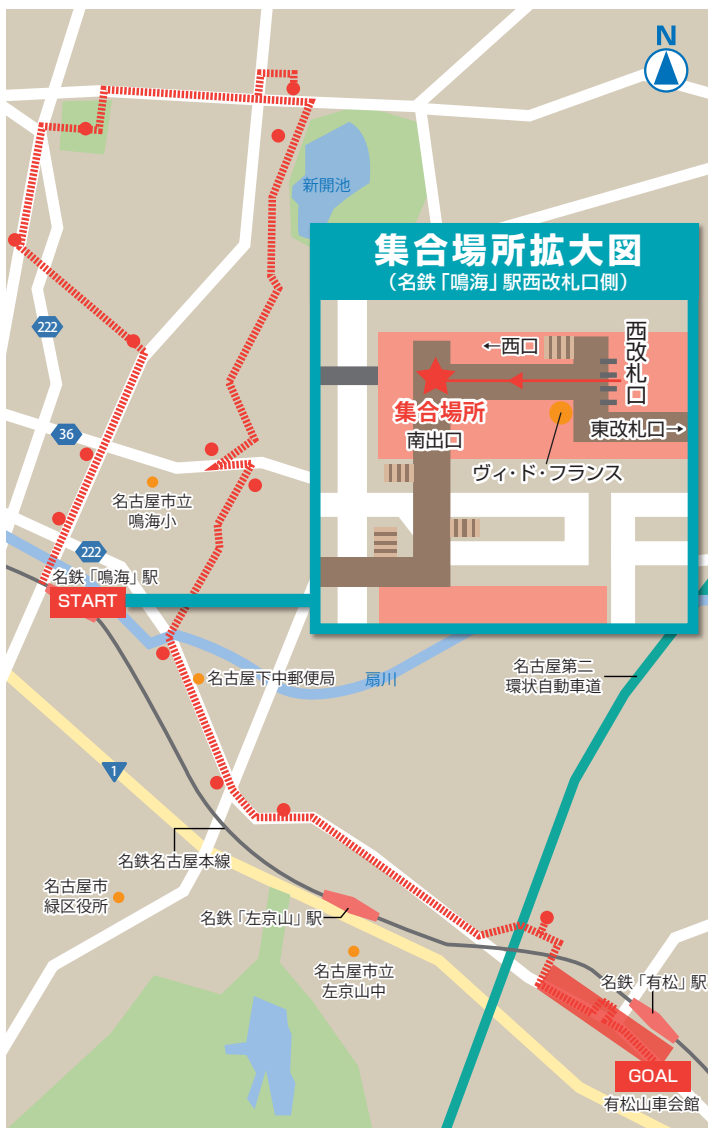 N
新開池
集合場所拡大図
（名鉄「鳴海」駅西改札口側）
←西口
西改札口
集合場所
南出口
東改札口→
ヴィ・ド・フランス
222
36
名古屋市立
鳴海小
222
名鉄「鳴海」駅
START
名古屋下中郵便局
扇川
名古屋第二
環状自動車道
1
名鉄名古屋本線
名古屋市
緑区役所
名鉄「左京山」駅
名古屋市立
左京山中
名鉄「有松」駅
GOAL
有松山車会館